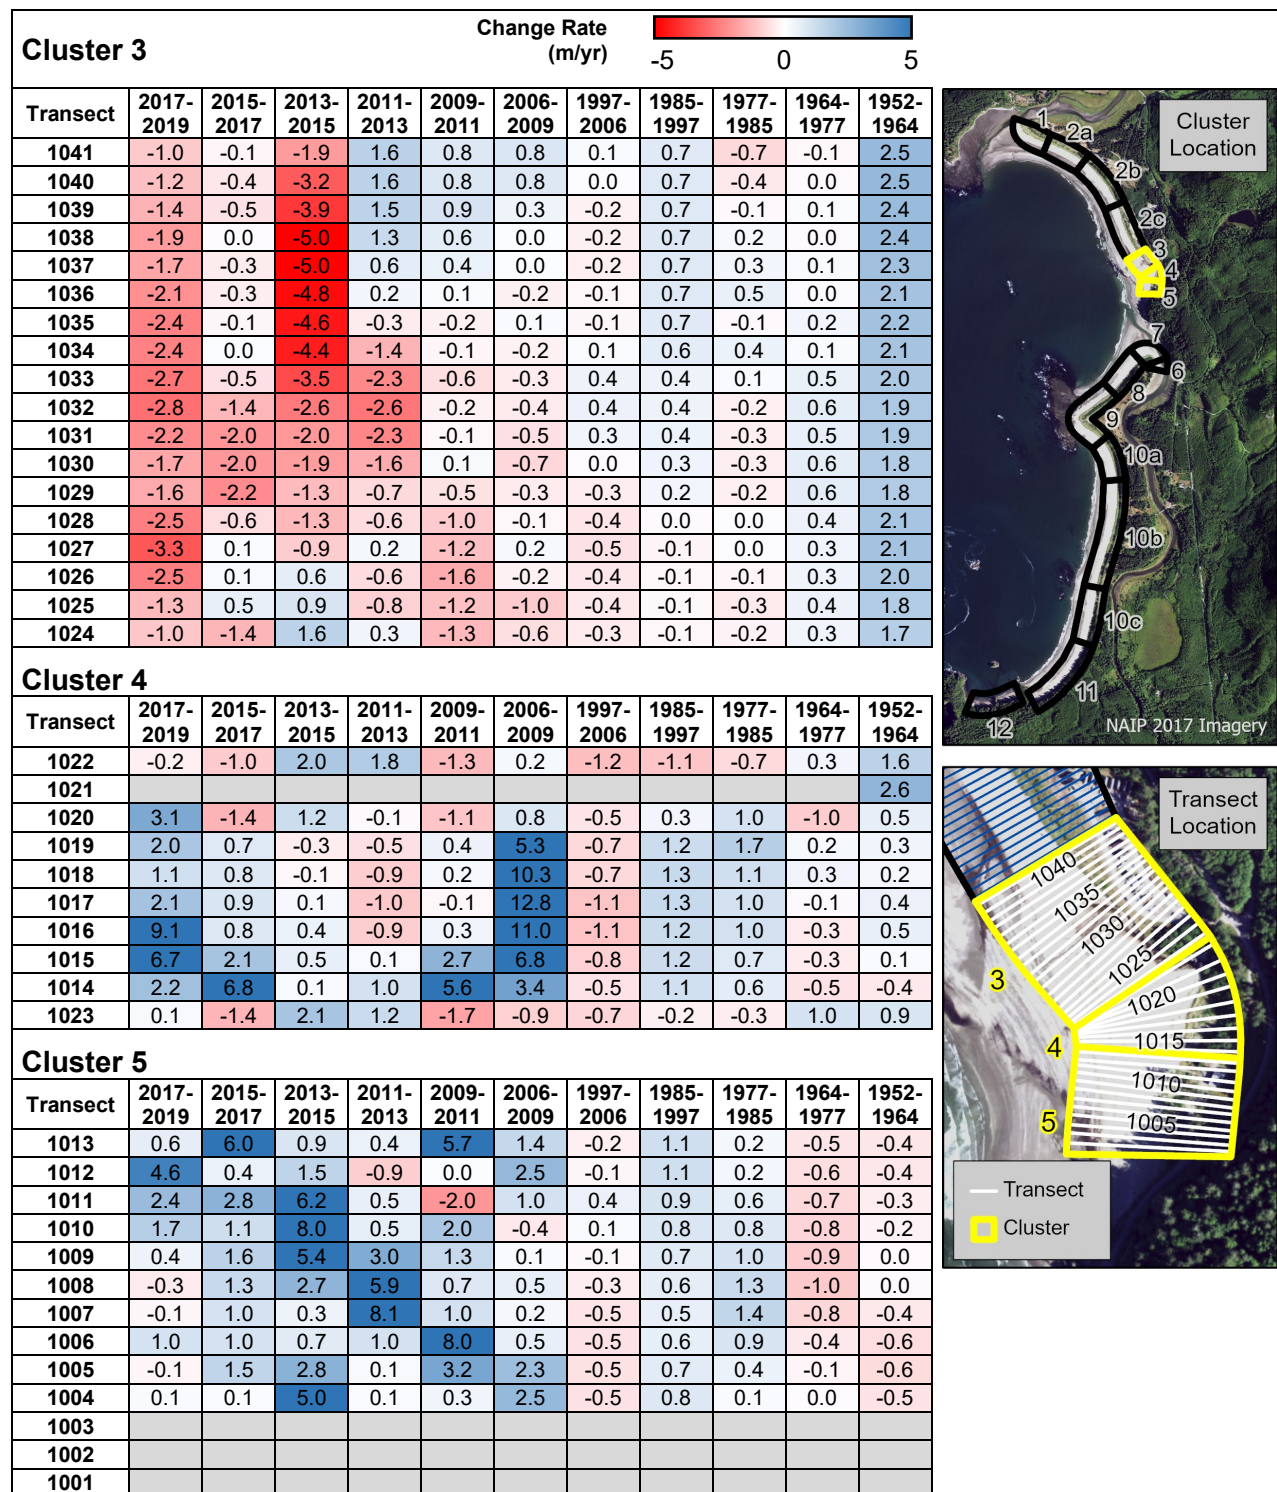 Cluster 3
Change Rate
(m/yr)
-5 0 5
Transect 2017-2019 2015-2017 2013-2015 2011-2013 2009-2011 2006-2009 1997-2006 1985-1997 1977-1985 1964-1977 1952-1964
1041 -1.0 -0.1 -1.9 1.6 0.8 0.8 0.1 0.7 -0.7 -0.1 2.5
1040 -1.2 -0.4 -3.2 1.6 0.8 0.8 0.0 0.7 -0.4 0.0 2.5
1039 -1.4 -0.5 -3.9 1.5 0.9 0.3 -0.2 0.7 -0.1 0.1 2.4
1038 -1.9 0.0 -5.0 1.3 0.6 0.0 -0.2 0.7 0.2 0.0 2.4
1037 -1.7 -0.3 -5.0 0.6 0.4 0.0 -0.2 0.7 0.3 0.1 2.3
1036 -2.1 -0.3 -4.8 0.2 0.1 -0.2 -0.1 0.7 0.5 0.0 2.1
1035 -2.4 -0.1 -4.6 -0.3 -0.2 0.1 -0.1 0.7 -0.1 0.2 2.2
1034 -2.4 0.0 -4.4 -1.4 -0.1 -0.2 0.1 0.6 0.4 0.1 2.1
1033 -2.7 -0.5 -3.5 -2.3 -0.6 -0.3 0.4 0.4 0.1 0.5 2.0
1032 -2.8 -1.4 -2.6 -2.6 -0.2 -0.4 0.4 0.4 -0.2 0.6 1.9
1031 -2.2 -2.0 -2.0 -2.3 -0.1 -0.5 0.3 0.4 -0.3 0.5 1.9
1030 -1.7 -2.0 -1.9 -1.6 0.1 -0.7 0.0 0.3 -0.3 0.6 1.8
1029 -1.6 -2.2 -1.3 -0.7 -0.5 -0.3 -0.3 0.2 -0.2 0.6 1.8
1028 -2.5 -0.6 -1.3 -0.6 -1.0 -0.1 -0.4 0.0 0.0 0.4 2.1
1027 -3.3 0.1 -0.9 0.2 -1.2 0.2 -0.5 -0.1 0.0 0.3 2.1
1026 -2.5 0.1 0.6 -0.6 -1.6 -0.2 -0.4 -0.1 -0.1 0.3 2.0
1025 -1.3 0.5 0.9 -0.8 -1.2 -1.0 -0.4 -0.1 -0.3 0.4 1.8
1024 -1.0 -1.4 1.6 0.3 -1.3 -0.6 -0.3 -0.1 -0.2 0.3 1.7
Cluster 4
Transect 2017-2019 2015-2017 2013-2015 2011-2013 2009-2011 2006-2009 1997-2006 1985-1997 1977-1985 1964-1977 1952-1964
1022 -0.2 -1.0 2.0 1.8 -1.3 0.2 -1.2 -1.1 -0.7 0.3 1.6
1021 2.6
1020 3.1 -1.4 1.2 -0.1 -1.1 0.8 -0.5 0.3 1.0 -1.0 0.5
1019 2.0 0.7 -0.3 -0.5 0.4 5.3 -0.7 1.2 1.7 0.2 0.3
1018 1.1 0.8 -0.1 -0.9 0.2 10.3 -0.7 1.3 1.1 0.3 0.2
1017 2.1 0.9 0.1 -1.0 -0.1 12.8 -1.1 1.3 1.0 -0.1 0.4
1016 9.1 0.8 0.4 -0.9 0.3 11.0 -1.1 1.2 1.0 -0.3 0.5
1015 6.7 2.1 0.5 0.1 2.7 6.8 -0.8 1.2 0.7 -0.3 0.1
1014 2.2 6.8 0.1 1.0 5.6 3.4 -0.5 1.1 0.6 -0.5 -0.4
1023 0.1 -1.4 2.1 1.2 -1.7 -0.9 -0.7 -0.2 -0.3 1.0 0.9
Cluster 5
Transect 2017-2019 2015-2017 2013-2015 2011-2013 2009-2011 2006-2009 1997-2006 1985-1997 1977-1985 1964-1977 1952-1964
1013 0.6 6.0 0.9 0.4 5.7 1.4 -0.2 1.1 0.2 -0.5 -0.4
1012 4.6 0.4 1.5 -0.9 0.0 2.5 -0.1 1.1 0.2 -0.6 -0.4
1011 2.4 2.8 6.2 0.5 -2.0 1.0 0.4 0.9 0.6 -0.7 -0.3
1010 1.7 1.1 8.0 0.5 2.0 -0.4 0.1 0.8 0.8 -0.8 -0.2
1009 0.4 1.6 5.4 3.0 1.3 0.1 -0.1 0.7 1.0 -0.9 0.0
1008 -0.3 1.3 2.7 5.9 0.7 0.5 -0.3 0.6 1.3 -1.0 0.0
1007 -0.1 1.0 0.3 8.1 1.0 0.2 -0.5 0.5 1.4 -0.8 -0.4
1006 1.0 1.0 0.7 1.0 8.0 0.5 -0.5 0.6 0.9 -0.4 -0.6
1005 -0.1 1.5 2.8 0.1 3.2 2.3 -0.5 0.7 0.4 -0.1 -0.6
1004 0.1 0.1 5.0 0.1 0.3 2.5 -0.5 0.8 0.1 0.0 -0.5
1003
1002
1001
Cluster
Location
1
2a
2b
2c
3
4
5
7
6
8
9
10a
10b
10c
11
12
NAIP 2017 Imagery
Transect
Location
1040
1035
1030
1025
3
1020
4
1015
1010
5
1005
Transect
Cluster